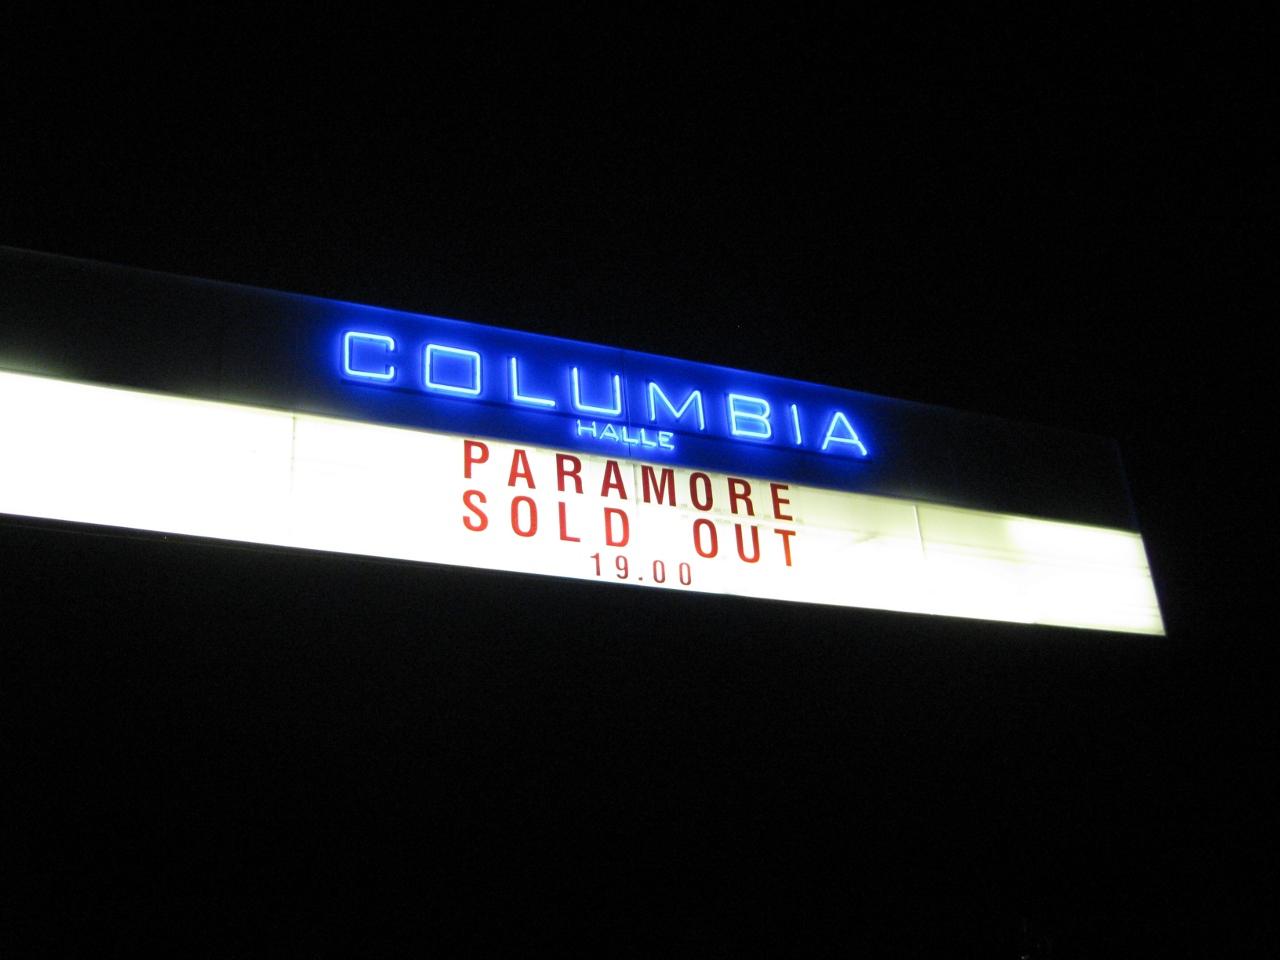 COLUMBIA
HALLE
PARAMORE
SOLD OUT
19.00